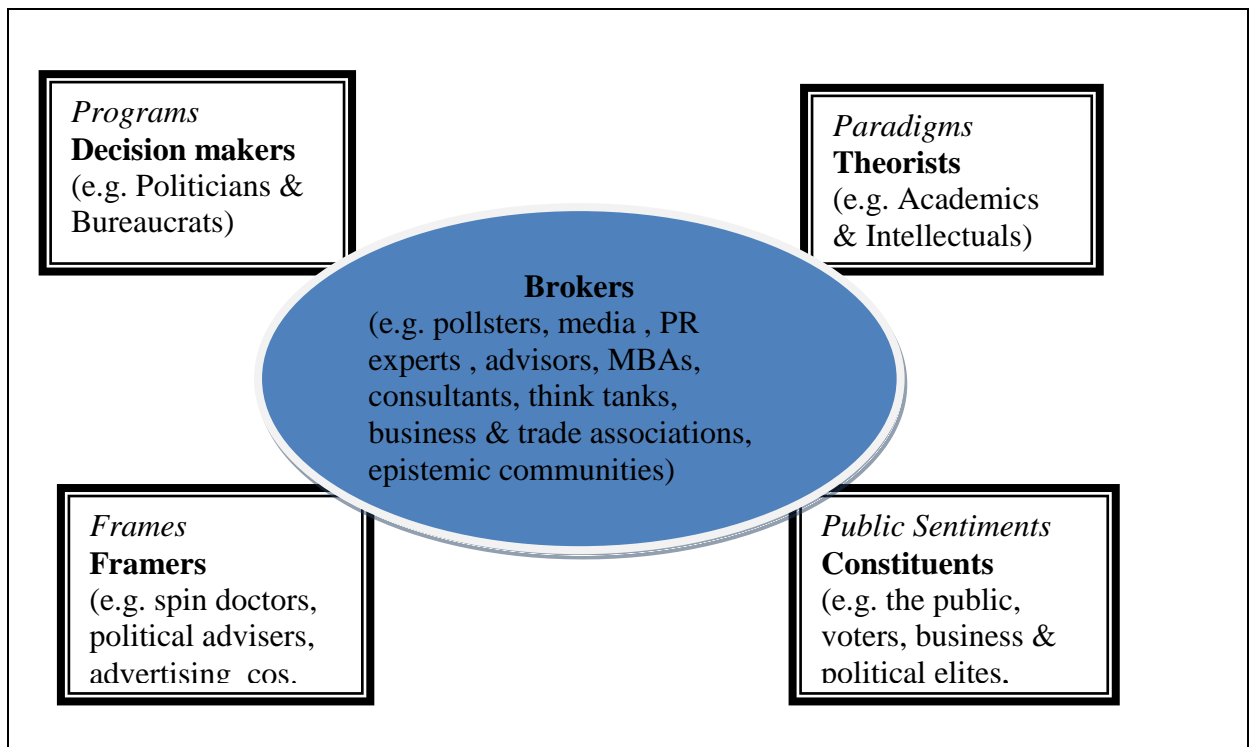 Programs
Decision makers
(e.g. Politicians &
Bureaucrats)
Paradigms
Theorists
(e.g. Academics
& Intellectuals)
Brokers
(e.g. pollsters, media , PR
experts , advisors, MBAs,
consultants, think tanks,
business & trade associations,
epistemic communities)
Frames
Framers
(e.g. spin doctors,
political advisers,
advertising cos.
Public Sentiments
Constituents
(e.g. the public,
voters, business &
political elites,